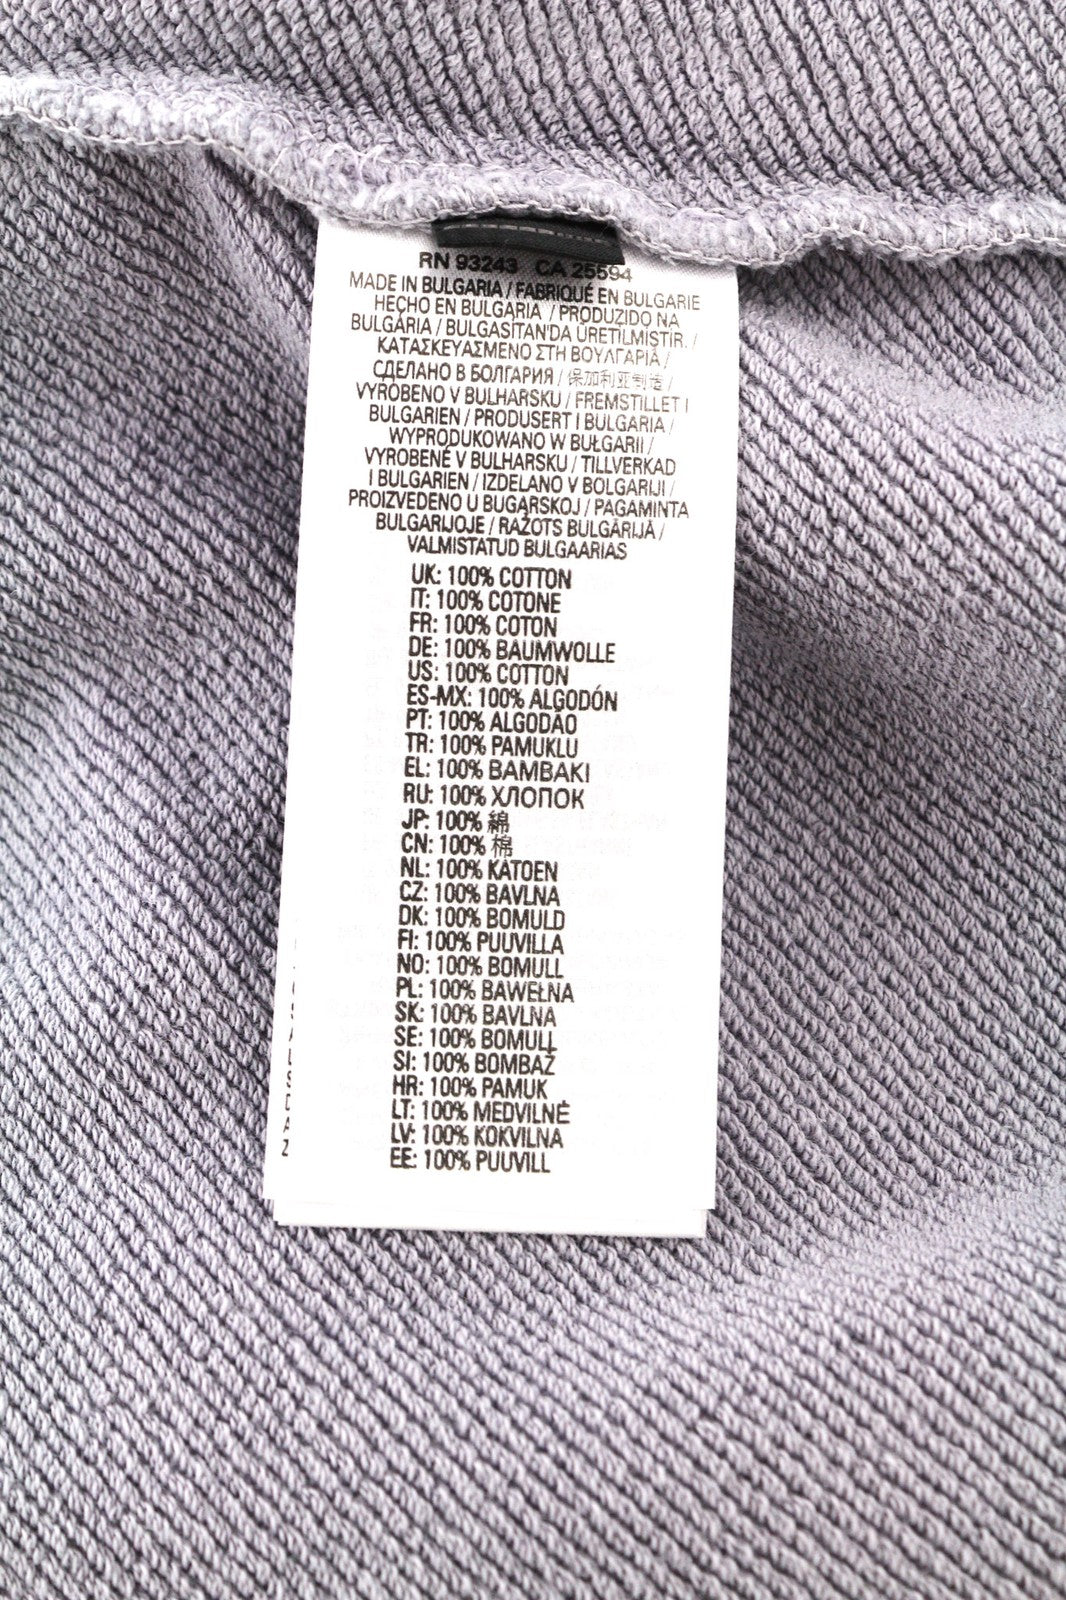 RN 93243 CA 25594
MADE IN BULGARIA / FABRIQUÉ EN BULGARIE
HECHO EN BULGARIA / PRODUZIDO NA
BULGÁRIA / BULGASITAN'DA ÜRETİLMİŞTİR. /
ΚΑΤΑΣΚΕΥΑΣΜΕΝΟ ΣΤΗ ΒΟΥΛΓΑΡΙΑ /
СДЕЛАНО В БОЛГАРИЯ / 保加利亚制造 /
VYROBENO V BULHARSKU / FREMSTILLET I
BULGARIEN / PRODUSERT I BULGARIA /
WYPRODUKOWANO W BUŁGARII /
VYROBENÉ V BULHARSKU / TILLVERKAD
I BULGARIEN / IZDELANO V BOLGARIJI /
PROIZVEDENO U BUGARSKOJ / PAGAMINTA
BULGARIJOJE / RAŽOTS BULGĀRIJĀ /
VALMISTATUD BULGAARIAS
UK: 100% COTTON
IT: 100% COTONE
FR: 100% COTON
DE: 100% BAUMWOLLE
US: 100% COTTON
ES-MX: 100% ALGODÓN
PT: 100% ALGODÃO
TR: 100% PAMUKLU
EL: 100% ΒΑΜΒΑΚΙ
RU: 100% ХЛОПОК
JP: 100% 綿
CN: 100% 棉
NL: 100% KATOEN
CZ: 100% BAVLNA
DK: 100% BOMULD
FI: 100% PUUVILLA
NO: 100% BOMULL
PL: 100% BAWEŁNA
SK: 100% BAVLNA
SE: 100% BOMULL
SI: 100% BOMBAŽ
HR: 100% PAMUK
LT: 100% MEDVILNĖ
LV: 100% KOKVILNA
EE: 100% PUUVILL